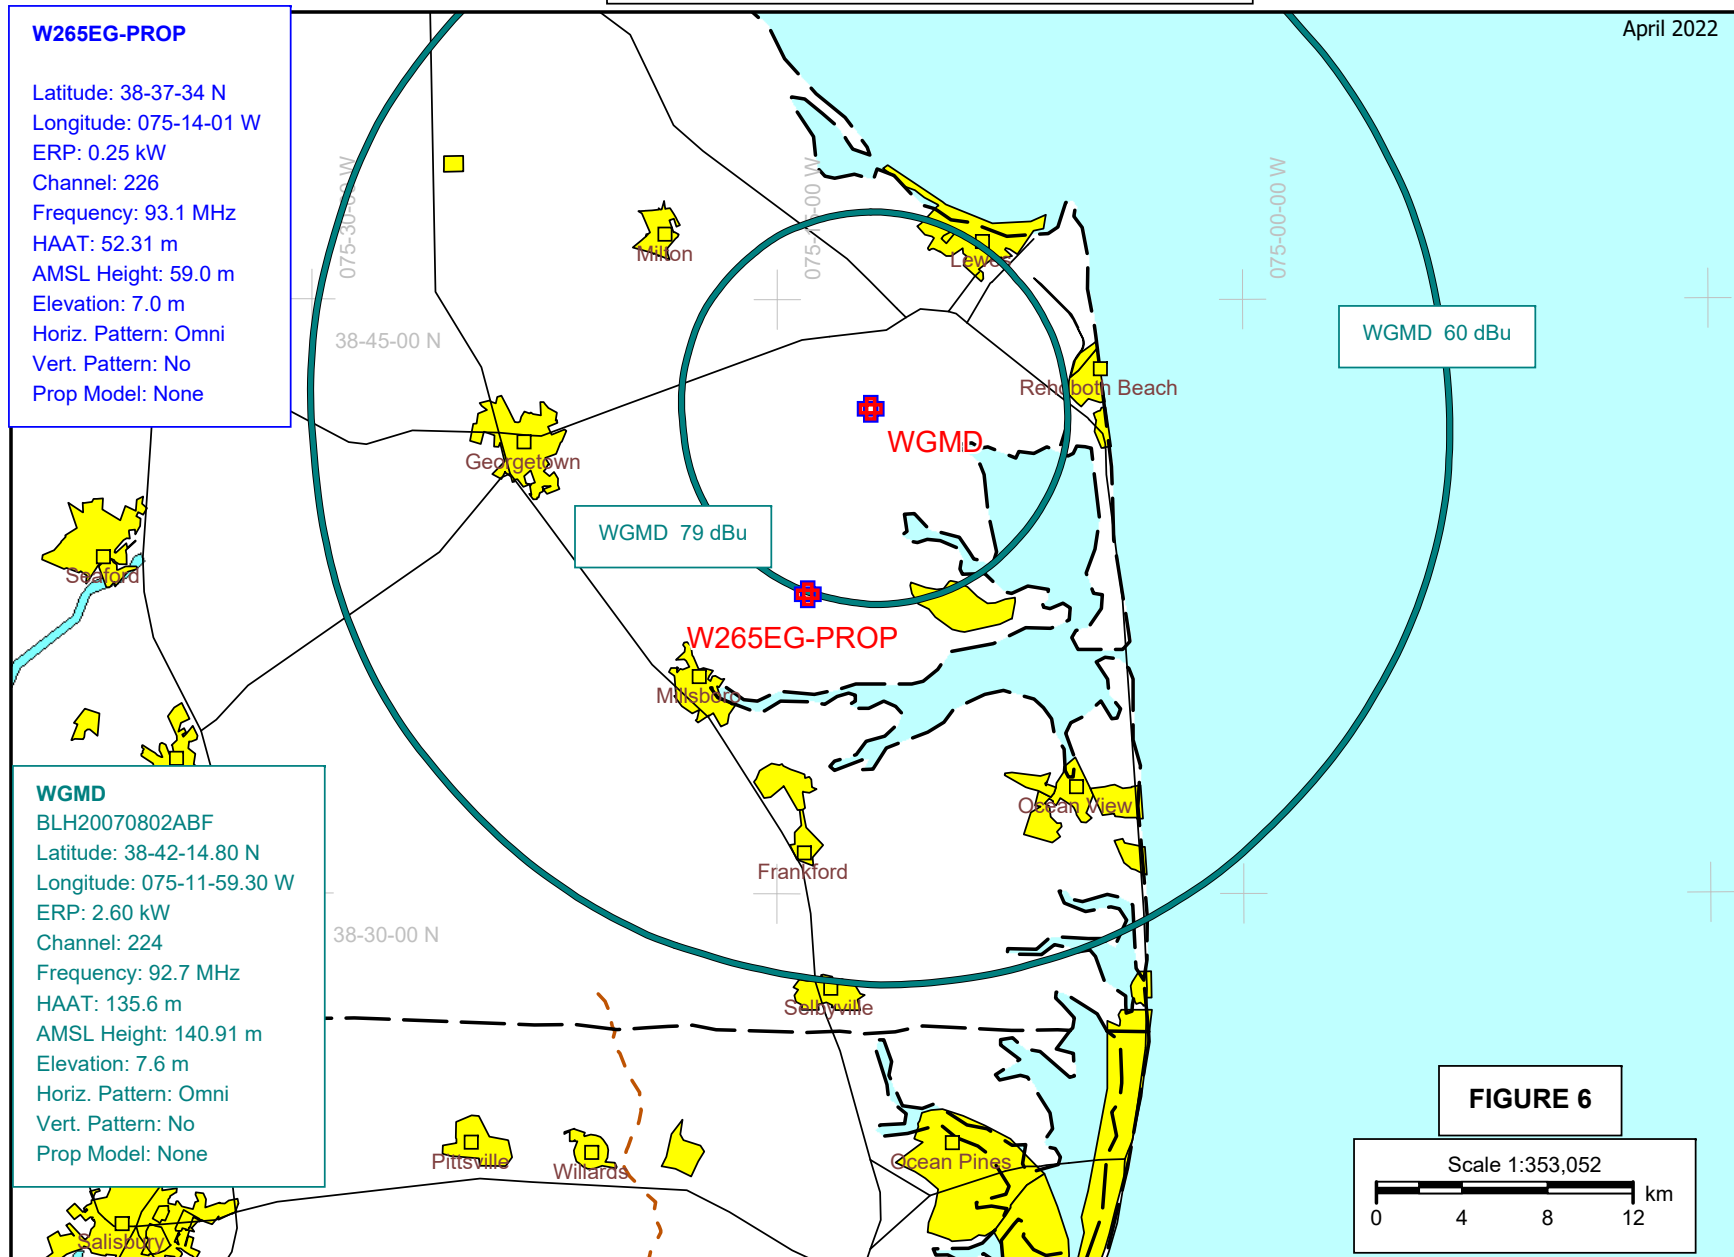 April 2022
W265EG-PROP
Latitude: 38-37-34 N
Longitude: 075-14-01 W
ERP: 0.25 kW
Channel: 226
Frequency: 93.1 MHz
HAAT: 52.31 m
AMSL Height: 59.0 m
Elevation: 7.0 m
Horiz. Pattern: Omni
Vert. Pattern: No
Prop Model: None
075-30-00 W
075-15-00 W
075-00-00 W
Milton
Lewes
38-45-00 N
WGMD 60 dBu
Rehoboth Beach
WGMD
Georgetown
WGMD 79 dBu
Seaford
W265EG-PROP
Millsboro
Ocean View
Frankford
38-30-00 N
Selbyville
WGMD
BLH20070802ABF
Latitude: 38-42-14.80 N
Longitude: 075-11-59.30 W
ERP: 2.60 kW
Channel: 224
Frequency: 92.7 MHz
HAAT: 135.6 m
AMSL Height: 140.91 m
Elevation: 7.6 m
Horiz. Pattern: Omni
Vert. Pattern: No
Prop Model: None
Pittsville
Willards
Ocean Pines
Salisbury
FIGURE 6
Scale 1:353,052
km
0 4 8 12